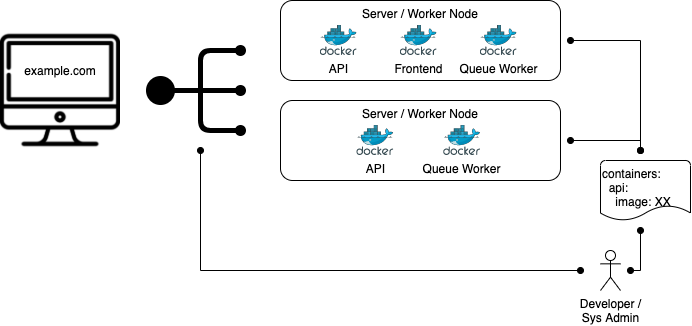 example.com
Server / Worker Node
docker
docker
docker
API
Frontend
Queue Worker
Server / Worker Node
docker
docker
API
Queue Worker
containers:
api:
image: XX
Developer /
Sys Admin